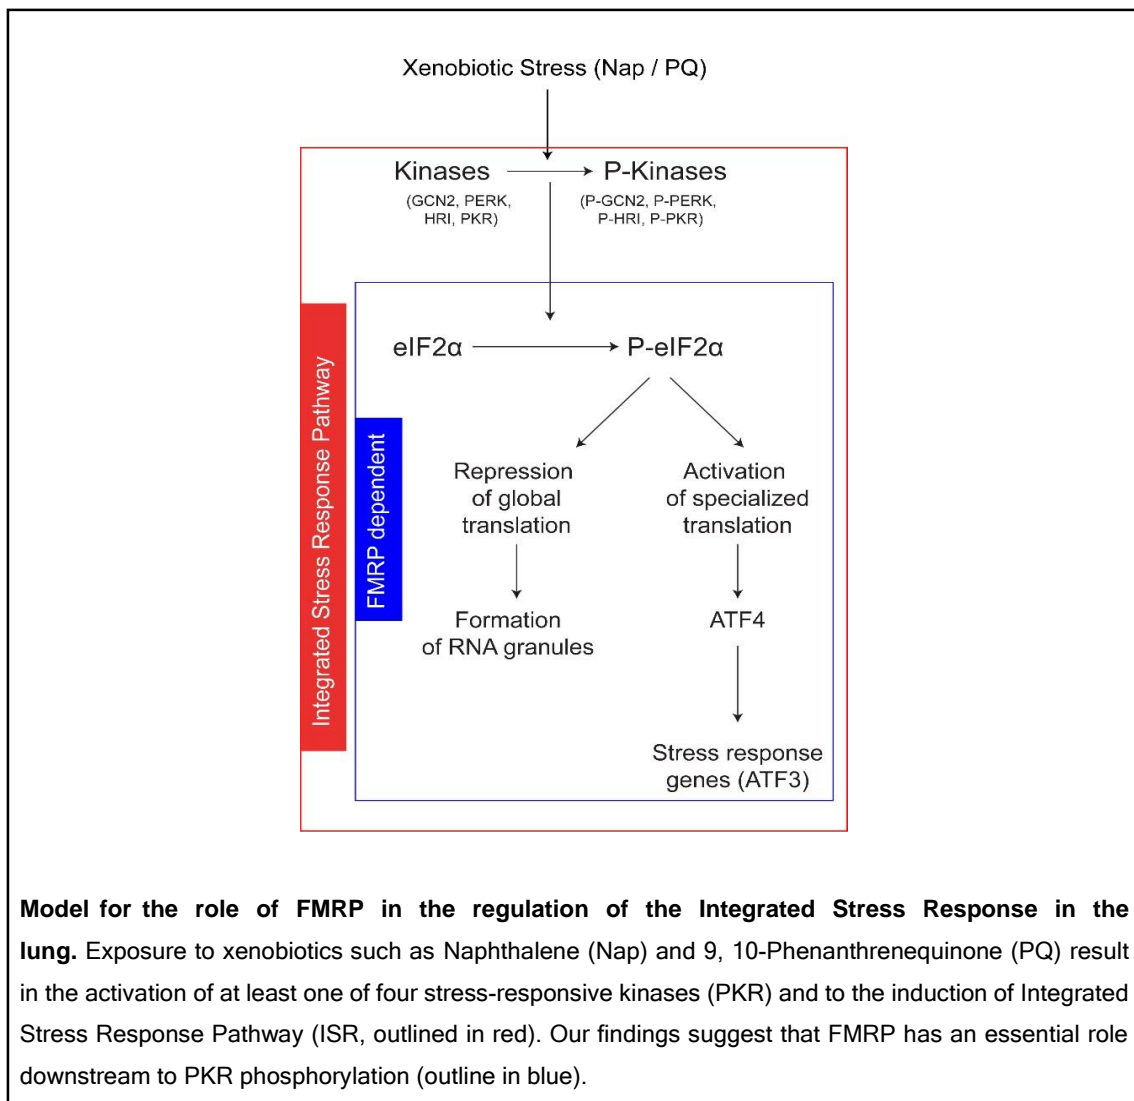 Xenobiotic Stress (Nap / PQ)
Kinases
P-Kinases
(GCN2, PERK,
HRI, PKR)
(P-GCN2, P-PERK,
P-HRI, P-PKR)
Integrated Stress Response Pathway
FMRP dependent
eIF2α
P-eIF2α
Repression
of global
translation
Activation
of specialized
translation
Formation
of RNA granules
ATF4
Stress response
genes (ATF3)
Model for the role of FMRP in the regulation of the Integrated Stress Response in the
lung. Exposure to xenobiotics such as Naphthalene (Nap) and 9, 10-Phenanthrenequinone (PQ) result
in the activation of at least one of four stress-responsive kinases (PKR) and to the induction of Integrated
Stress Response Pathway (ISR, outlined in red). Our findings suggest that FMRP has an essential role
downstream to PKR phosphorylation (outline in blue).